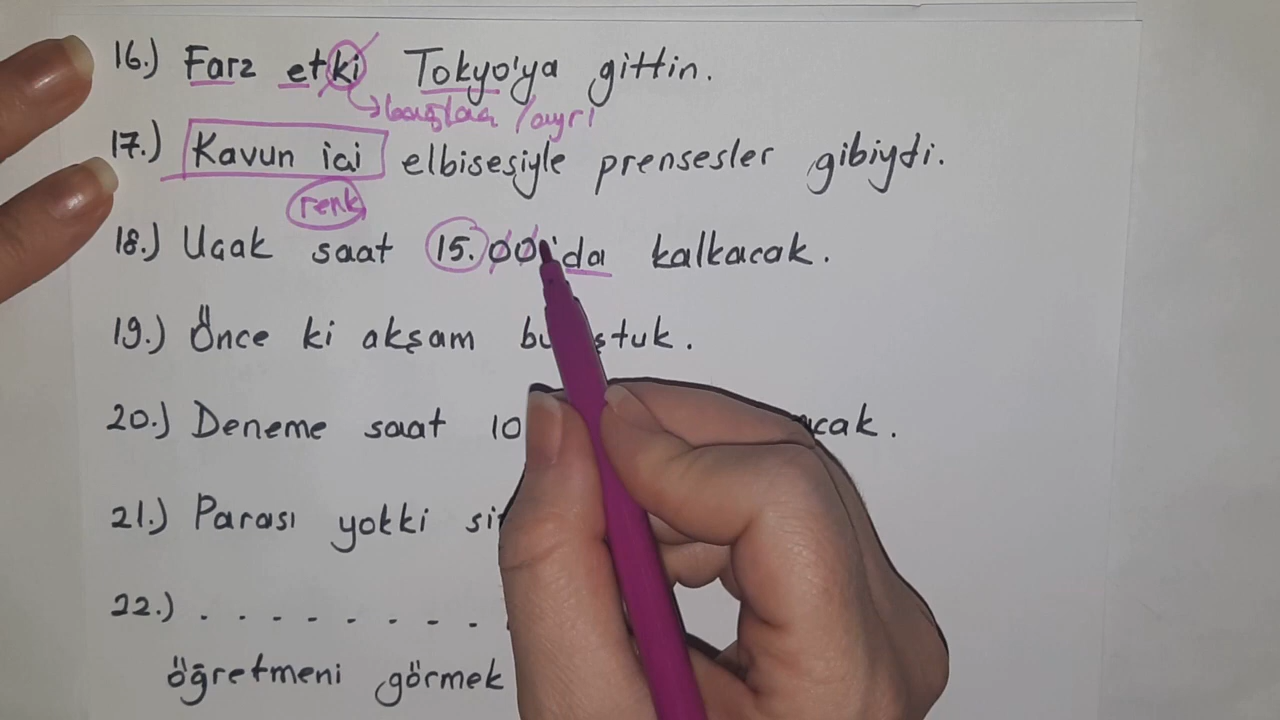 16.) Farz etki Tokyo'ya gittin.
bağlaç / ayrı
17.) Kavun içi elbisesiyle prensesler gibiydi.
renk
18.) Uçak saat 15.00'da kalkacak.
19.) Önce ki akşam buluştuk.
20.) Deneme saat 10
21.) Parası yokki
22.) . . . . . . . . .
öğretmeni görmek